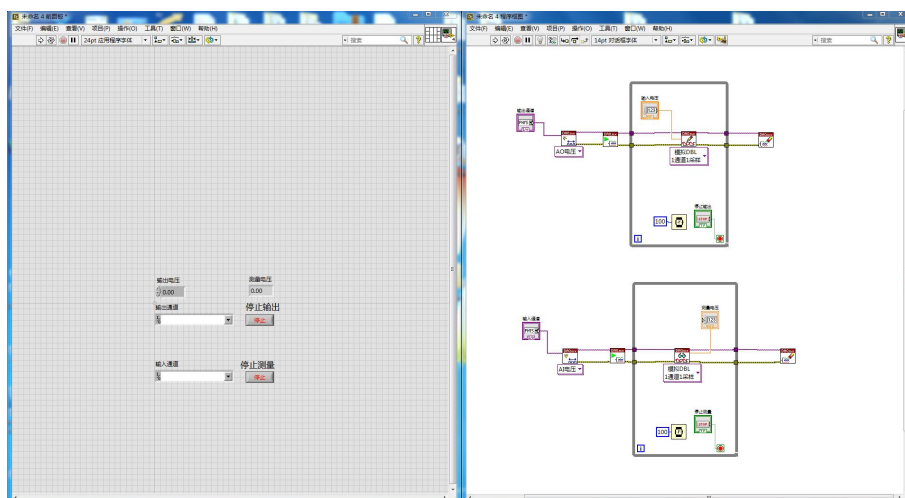 未命名 4 前面板 *
文件(F) 编辑(E) 查看(V) 项目(P) 操作(O) 工具(T) 窗口(W) 帮助(H)
24pt 应用程序字体
搜索
输出电压
0.00
测量电压
0.00
输出通道
停止输出
停止
输入通道
停止测量
停止
未命名 4 程序框图 *
文件(F) 编辑(E) 查看(V) 项目(P) 操作(O) 工具(T) 窗口(W) 帮助(H)
14pt 对话框字体
搜索
输出通道
输入电压
AO电压
模拟DBL
1通道1采样
停止输出
100
STOP
i
输入通道
测量电压
AI电压
模拟DBL
1通道1采样
停止测量
100
STOP
i